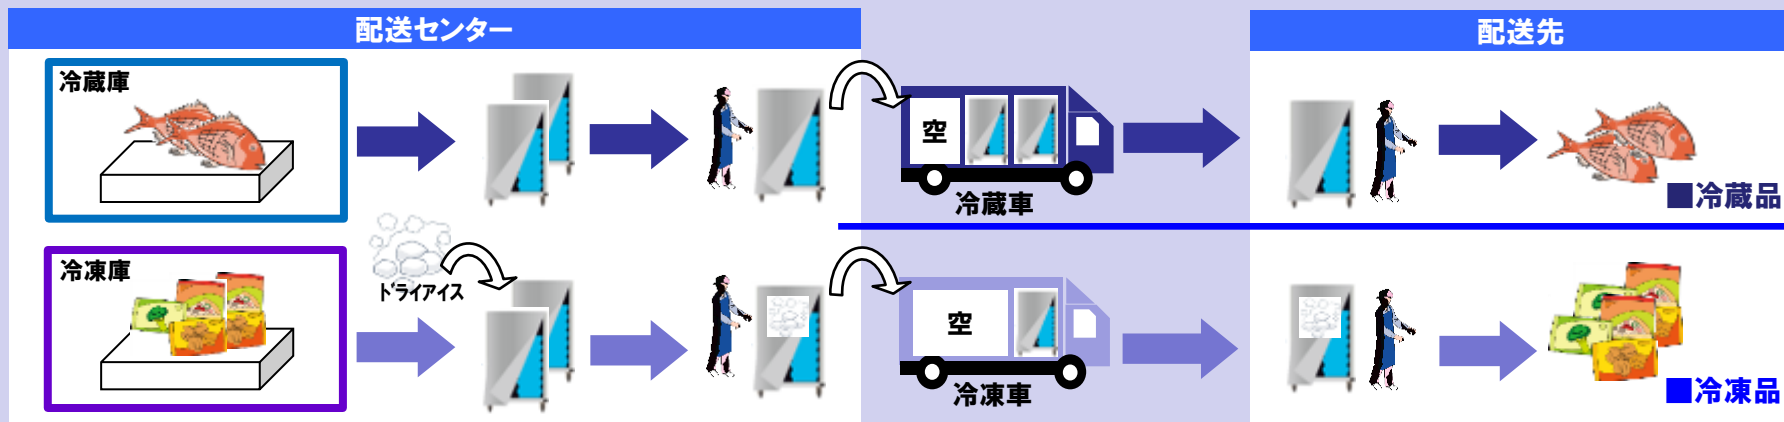 配送センター
配送先
冷蔵庫
空
冷蔵車
■冷蔵品
冷凍庫
ドライアイス
空
冷凍車
■冷凍品